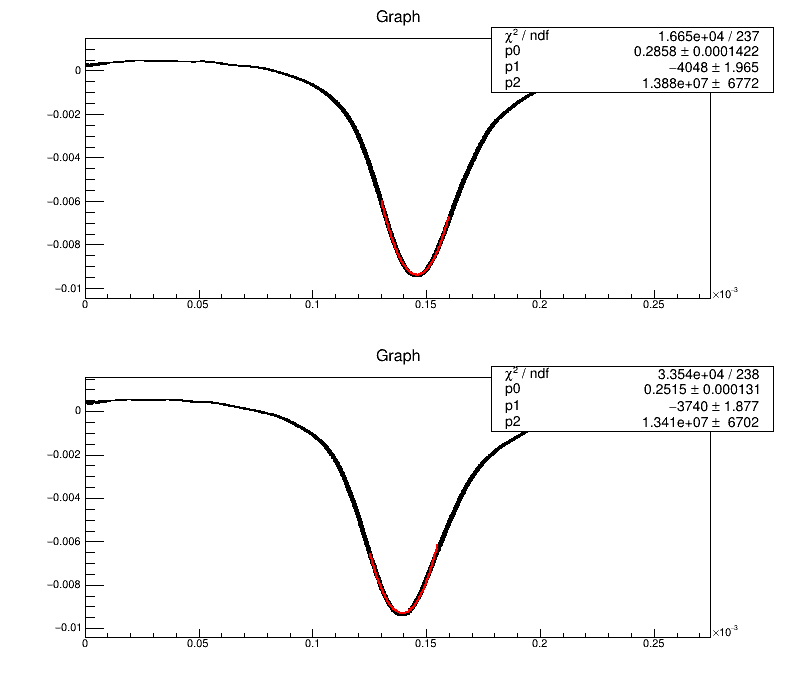 Graph
χ² / ndf 1.665e+04 / 237
p0 0.2858 ± 0.0001422
p1 −4048 ± 1.965
p2 1.388e+07 ± 6772
0
−0.002
−0.004
−0.006
−0.008
−0.01
0 0.05 0.1 0.15 0.2 0.25
×10⁻³
Graph
χ² / ndf 3.354e+04 / 238
p0 0.2515 ± 0.000131
p1 −3740 ± 1.877
p2 1.341e+07 ± 6702
0
−0.002
−0.004
−0.006
−0.008
−0.01
0 0.05 0.1 0.15 0.2 0.25
×10⁻³